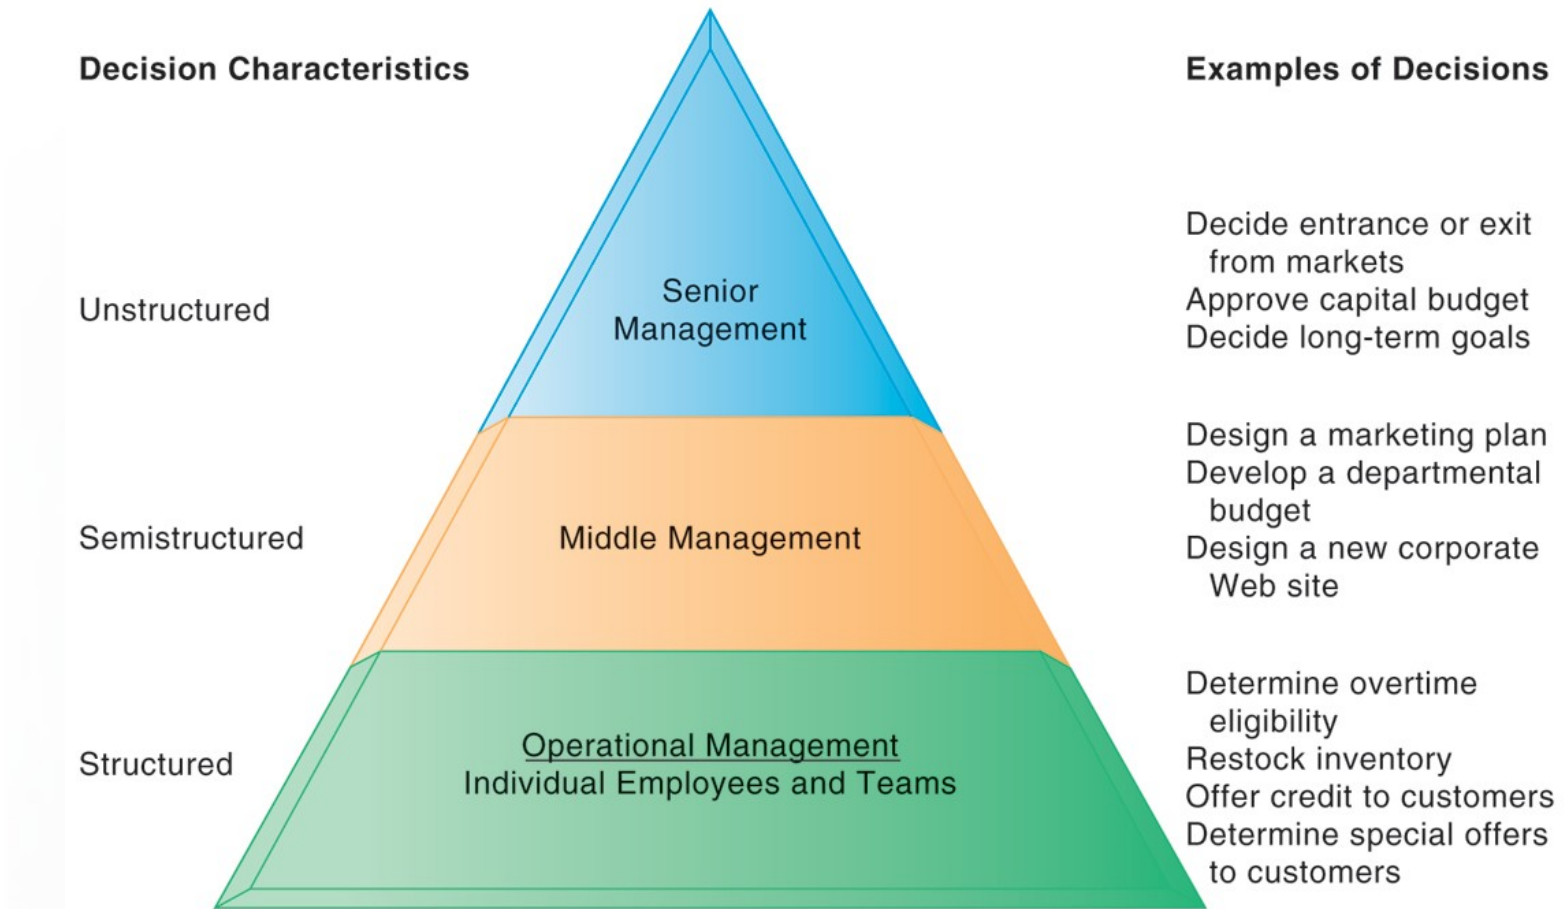 Decision Characteristics
Examples of Decisions
Unstructured
Senior
Management
Decide entrance or exit
from markets
Approve capital budget
Decide long-term goals
Semistructured
Middle Management
Design a marketing plan
Develop a departmental
budget
Design a new corporate
Web site
Structured
Operational Management
Individual Employees and Teams
Determine overtime
eligibility
Restock inventory
Offer credit to customers
Determine special offers
to customers